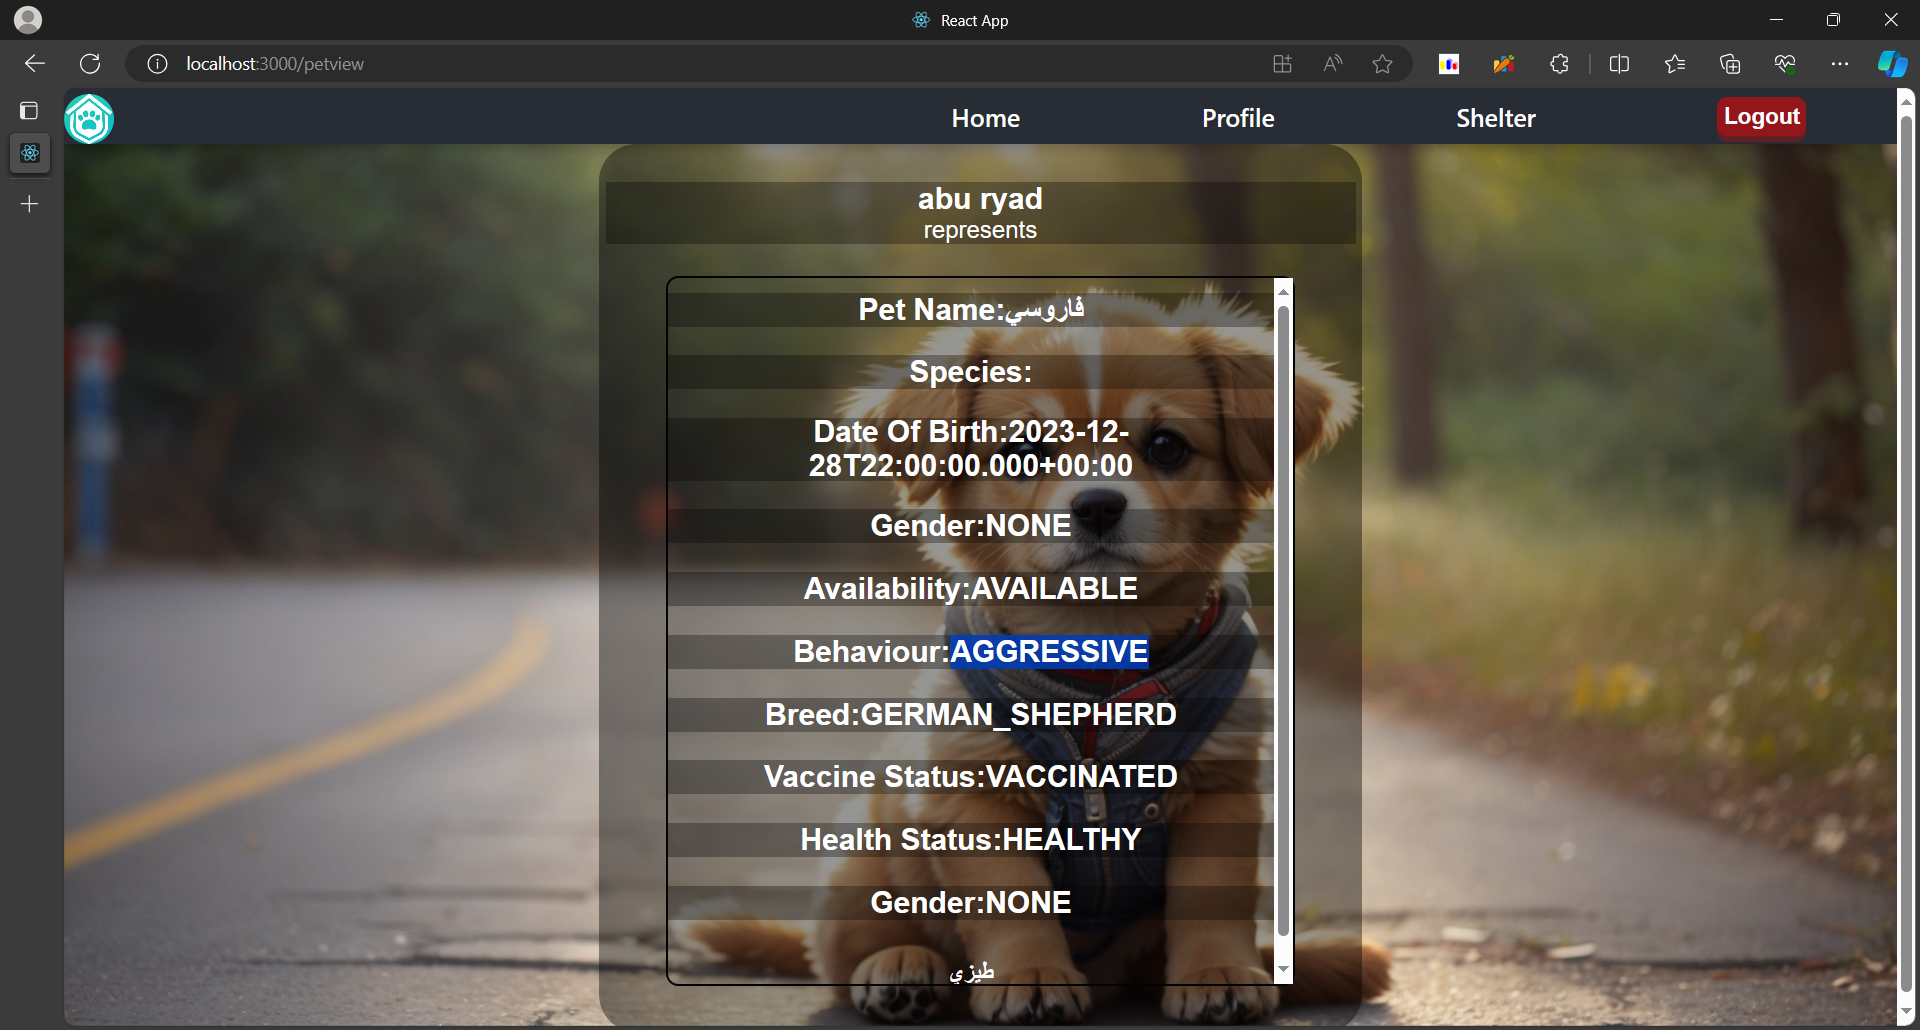 React App
localhost:3000/petview
Home Profile Shelter Logout
abu ryad
represents
Pet Name:فاروسي
Species:
Date Of Birth:2023-12-
28T22:00:00.000+00:00
Gender:NONE
Availability:AVAILABLE
Behaviour:AGGRESSIVE
Breed:GERMAN_SHEPHERD
Vaccine Status:VACCINATED
Health Status:HEALTHY
Gender:NONE
طيزي